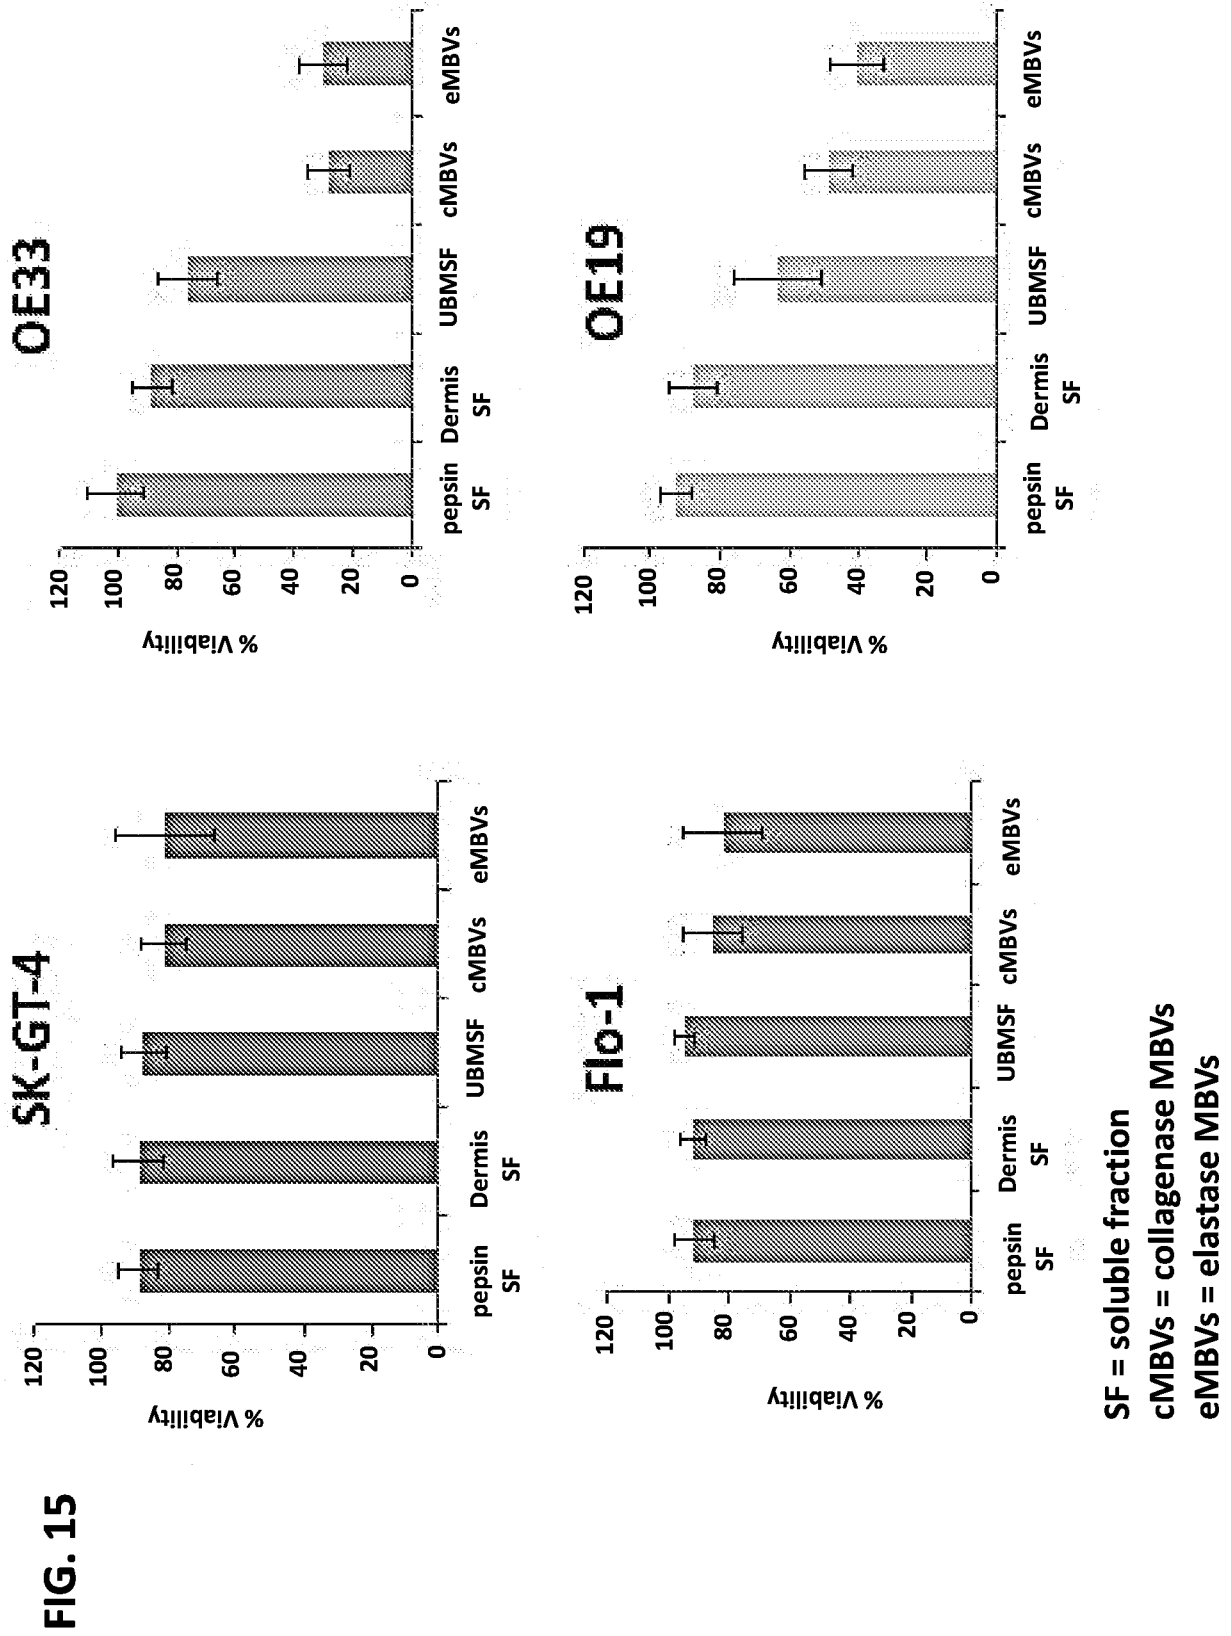 FIG. 15
SK-GT-4
% Viability
120
100
80
60
40
20
0
pepsin SF
Dermis SF
UBMSF
cMBVs
eMBVs
OE33
% Viability
120
100
80
60
40
20
0
pepsin SF
Dermis SF
UBMSF
cMBVs
eMBVs
Flo-1
% Viability
120
100
80
60
40
20
0
pepsin SF
Dermis SF
UBMSF
cMBVs
eMBVs
OE19
% Viability
120
100
80
60
40
20
0
pepsin SF
Dermis SF
UBMSF
cMBVs
eMBVs
SF = soluble fraction
cMBVs = collagenase MBVs
eMBVs = elastase MBVs